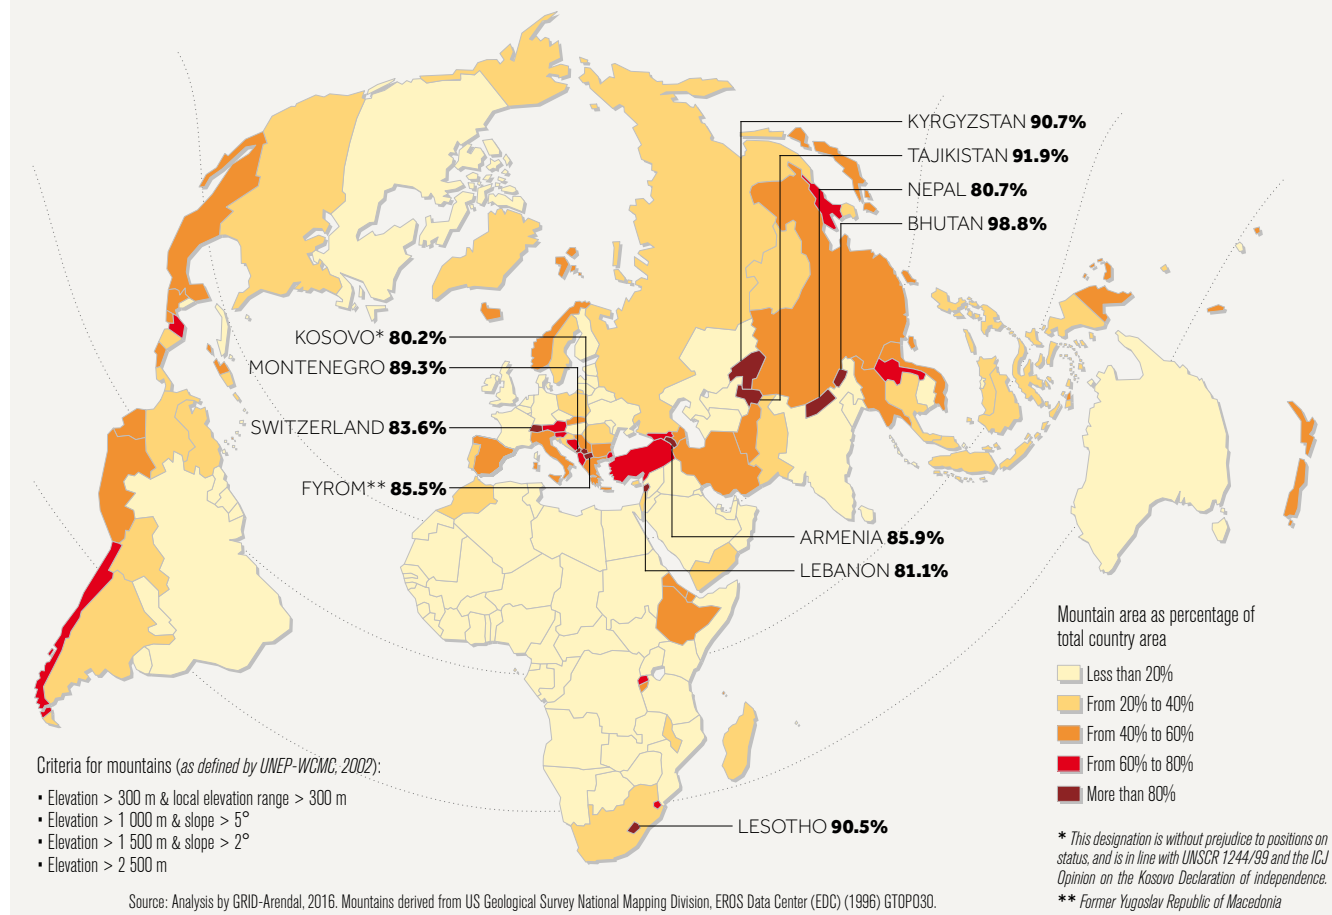 KYRGYZSTAN 90.7%
TAJIKISTAN 91.9%
NEPAL 80.7%
BHUTAN 98.8%
KOSOVO* 80.2%
MONTENEGRO 89.3%
SWITZERLAND 83.6%
FYROM** 85.5%
ARMENIA 85.9%
LEBANON 81.1%
LESOTHO 90.5%
Mountain area as percentage of
total country area
Less than 20%
From 20% to 40%
From 40% to 60%
From 60% to 80%
More than 80%
Criteria for mountains (as defined by UNEP-WCMC, 2002):
• Elevation > 300 m & local elevation range > 300 m
• Elevation > 1 000 m & slope > 5°
• Elevation > 1 500 m & slope > 2°
• Elevation > 2 500 m
* This designation is without prejudice to positions on
status, and is in line with UNSCR 1244/99 and the ICJ
Opinion on the Kosovo Declaration of independence.
** Former Yugoslav Republic of Macedonia
Source: Analysis by GRID-Arendal, 2016. Mountains derived from US Geological Survey National Mapping Division, EROS Data Center (EDC) (1996) GTOPO30.